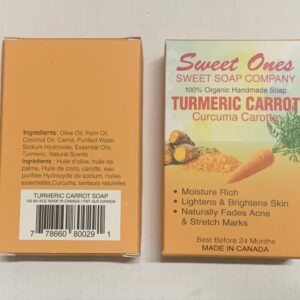 Ingredients: Olive Oil, Palm Oil,
Coconut Oil, Carrot, Purified Water
Sodium Hydroxide, Essential Oils,
Turmeric, Natural Scents
Ingrédients : Huile d'olive, huile de
palme, Huile de coco, carotte, eau
purifiée Hydroxyde de sodium, huiles
essentielles,Curcuma, senteurs naturelles
TURMERIC CARROT SOAP
MADE IN CANADA / FAIT AUX CANADA
7 78660 80029 1
Sweet Ones
SWEET SOAP COMPANY
100% Organic Handmade Soap
TURMERIC CARROT
Curcuma Carotte
• Moisture Rich
• Lightens & Brightens Skin
• Naturally Fades Acne
& Stretch Marks
Best Before 24 Months
MADE IN CANADA